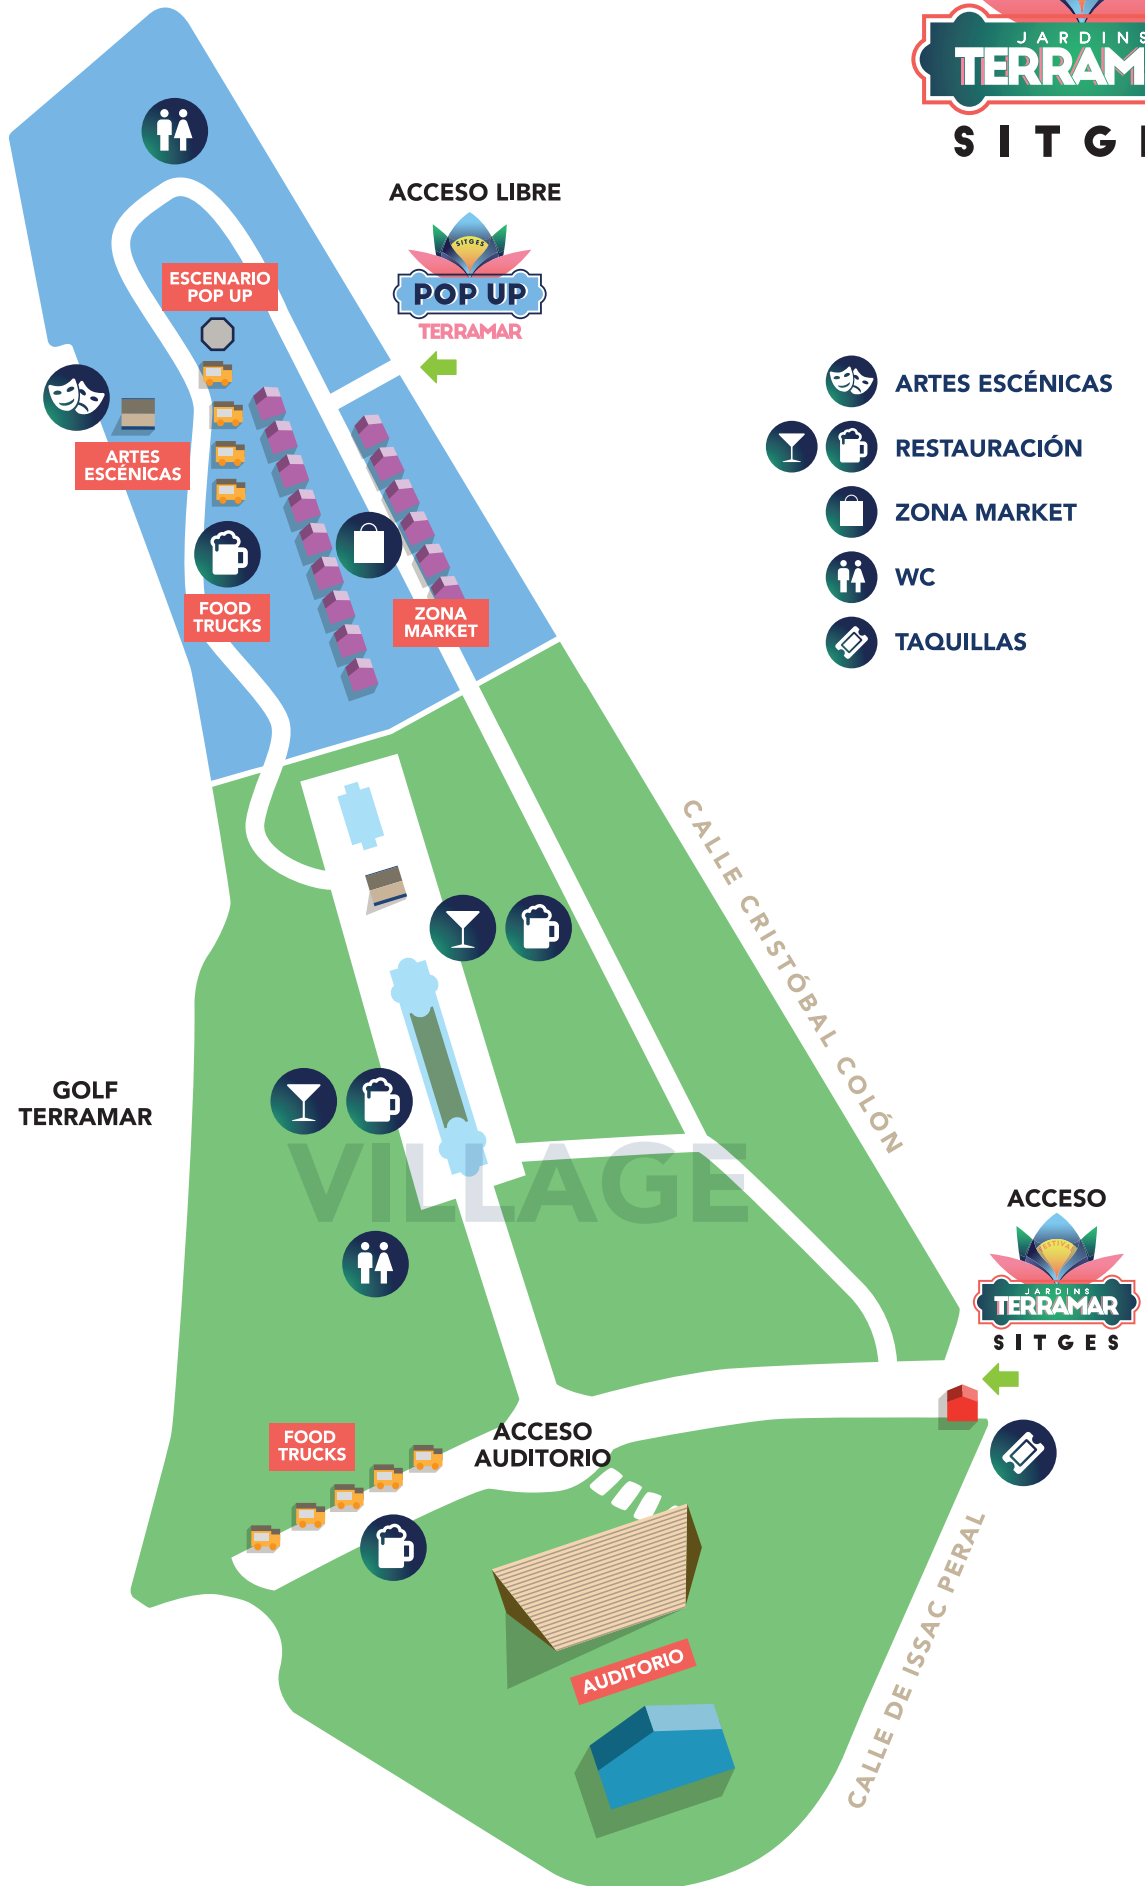 JARDINS
TERRAM
SITG
ACCESO LIBRE
SITGES
POP UP
TERRAMAR
ESCENARIO
POP UP
ARTES
ESCÉNICAS
FOOD
TRUCKS
ZONA
MARKET
ARTES ESCÉNICAS
RESTAURACIÓN
ZONA MARKET
WC
TAQUILLAS
CALLE CRISTÓBAL COLÓN
GOLF
TERRAMAR
VILLAGE
ACCESO
FESTIVAL
JARDINS
TERRAMAR
SITGES
FOOD
TRUCKS
ACCESO
AUDITORIO
AUDITORIO
CALLE DE ISSAC PERAL